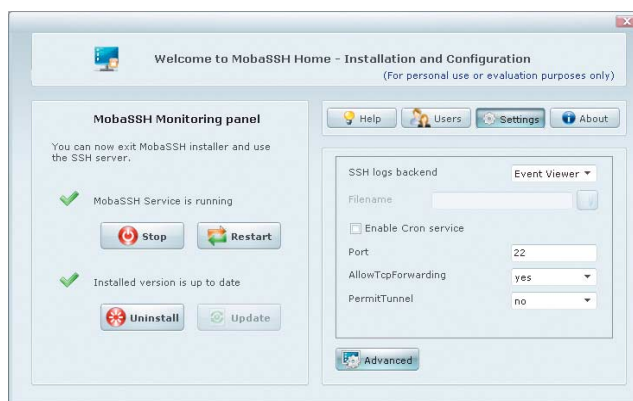 Welcome to MobaSSH Home - Installation and Configuration
(For personal use or evaluation purposes only)
MobaSSH Monitoring panel
You can now exit MobaSSH installer and use
the SSH server.
MobaSSH Service is running
Stop
Restart
Installed version is up to date
Uninstall
Update
Help
Users
Settings
About
SSH logs backend
Event Viewer
Filename
Enable Cron service
Port
22
AllowTcpForwarding
yes
PermitTunnel
no
Advanced